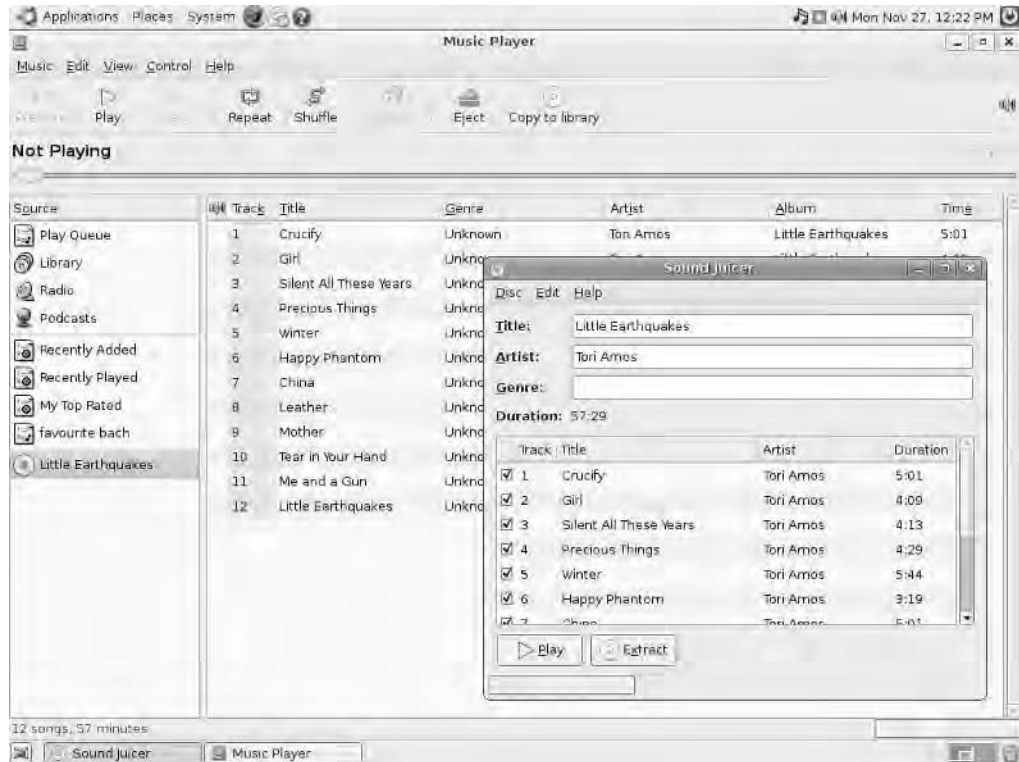 Applications Places System Mon Nov 27, 12:22 PM
Music Player
Music Edit View Control Help
Play Repeat Shuffle Eject Copy to library
Not Playing
Source
Play Queue
Library
Radio
Podcasts
Recently Added
Recently Played
My Top Rated
favourite bach
Little Earthquakes
Track Title Genre Artist Album Time
1 Crucify Unknown Tori Amos Little Earthquakes 5:01
2 Girl
3 Silent All These Years
4 Precious Things
5 Winter
6 Happy Phantom
7 China
8 Leather
9 Mother
10 Tear in Your Hand
11 Me and a Gun
12 Little Earthquakes
Sound Juicer
Disc Edit Help
Title: Little Earthquakes
Artist: Tori Amos
Genre:
Duration: 57:29
Track Title Artist Duration
1 Crucify Tori Amos 5:01
2 Girl Tori Amos 4:09
3 Silent All These Years Tori Amos 4:13
4 Precious Things Tori Amos 4:29
5 Winter Tori Amos 5:44
6 Happy Phantom Tori Amos 3:19
Play Extract
12 songs, 57 minutes
Sound Juicer Music Player